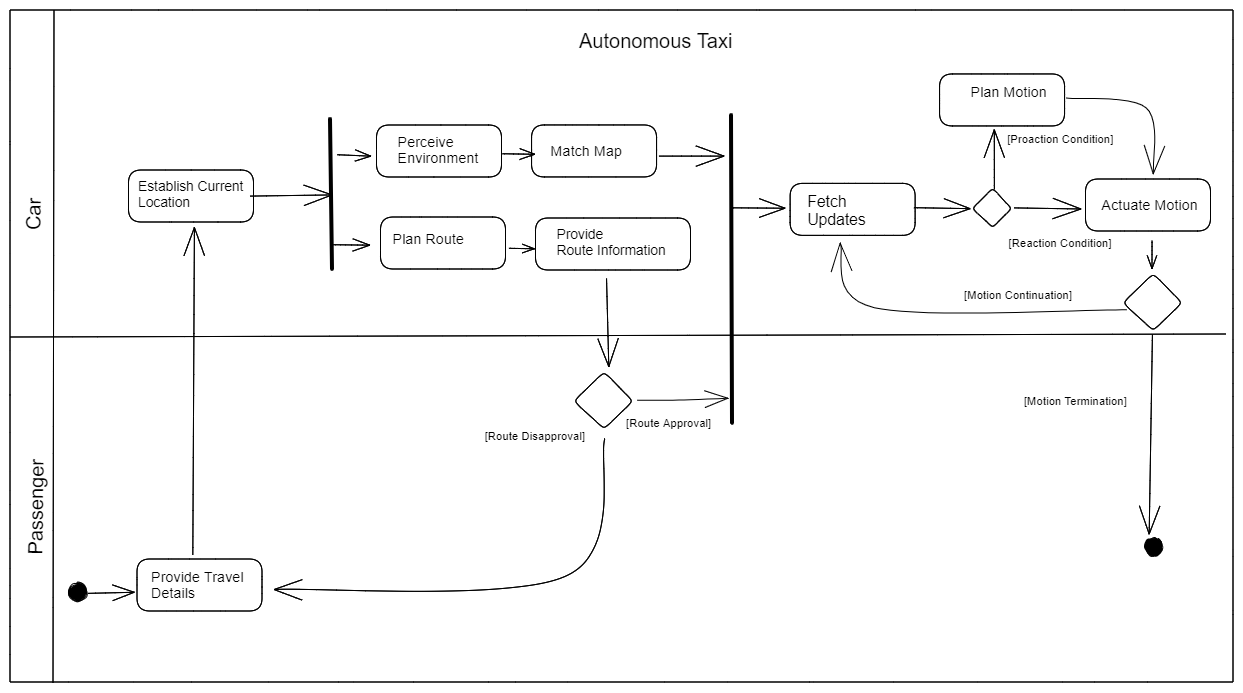 Autonomous Taxi
Car
Plan Motion
[Proaction Condition]
Perceive
Environment
Match Map
Establish Current
Location
Fetch
Updates
Actuate Motion
Plan Route
Provide
Route Information
[Reaction Condition]
[Motion Continuation]
Passenger
[Motion Termination]
[Route Disapproval]
[Route Approval]
Provide Travel
Details